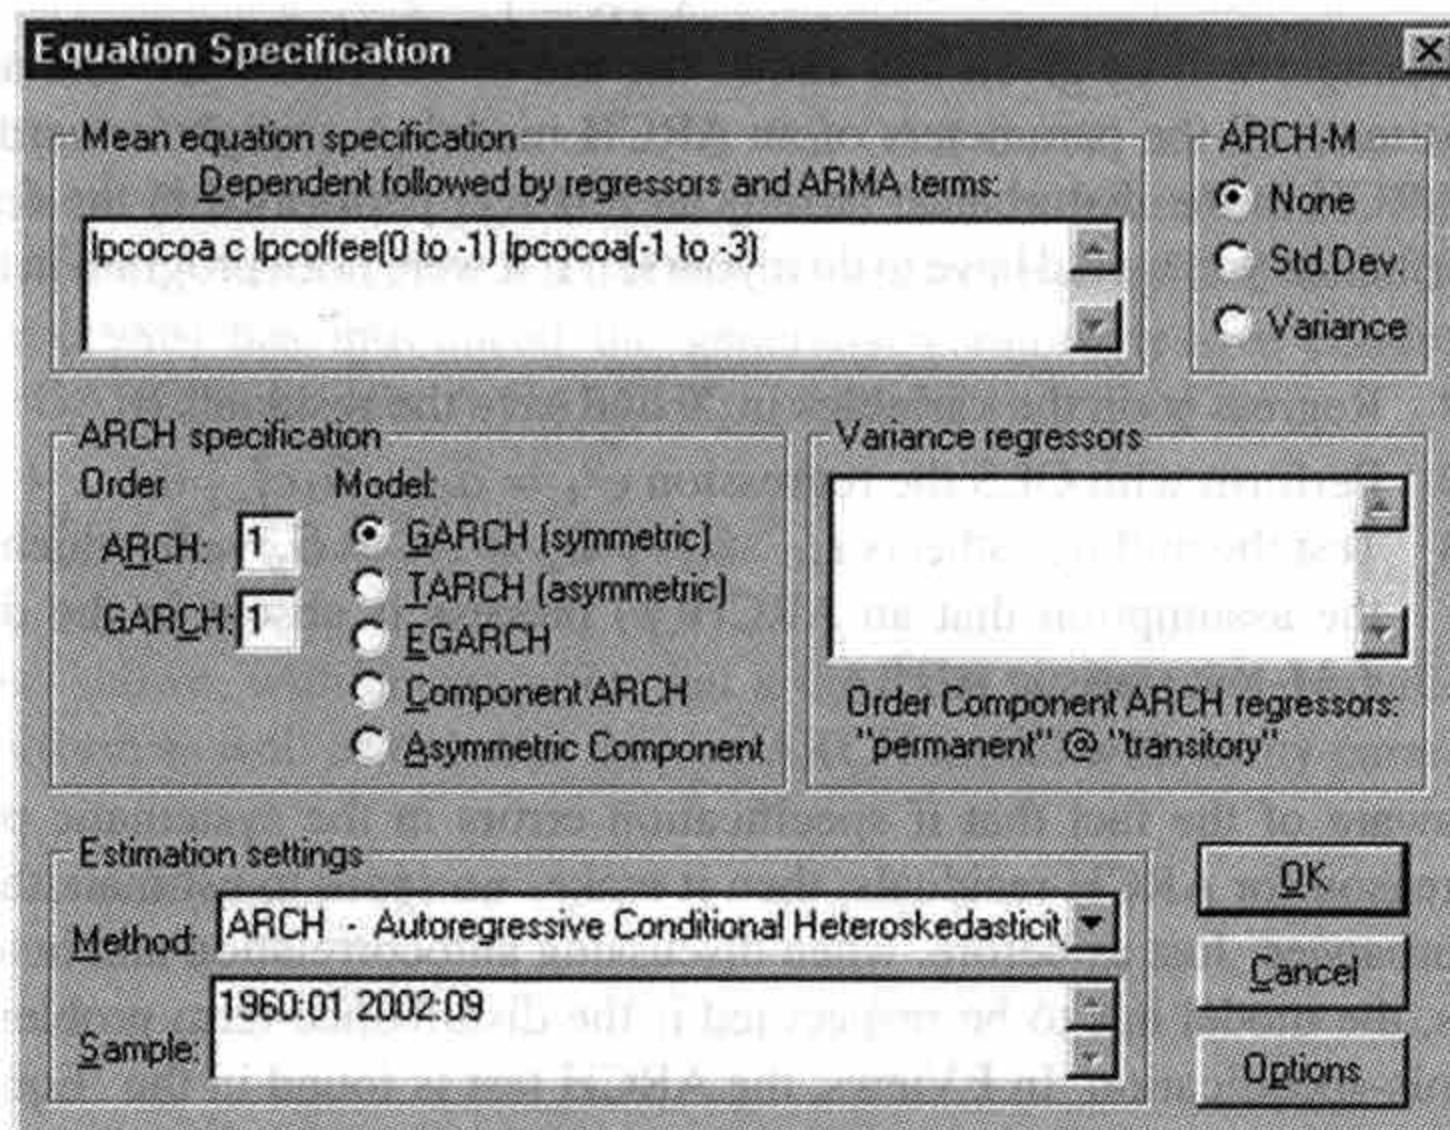 Equation Specification
Mean equation specification
Dependent followed by regressors and ARMA terms:
lpcocoa c lpcoffee(0 to -1) lpcocoa(-1 to -3)
ARCH-M
None
Std.Dev.
Variance
ARCH specification
Order
ARCH: 1
GARCH: 1
Model:
GARCH (symmetric)
TARCH (asymmetric)
EGARCH
Component ARCH
Asymmetric Component
Variance regressors
Order Component ARCH regressors:
"permanent" @ "transitory"
Estimation settings
Method: ARCH - Autoregressive Conditional Heteroskedasticit
Sample: 1960:01 2002:09
OK
Cancel
Options